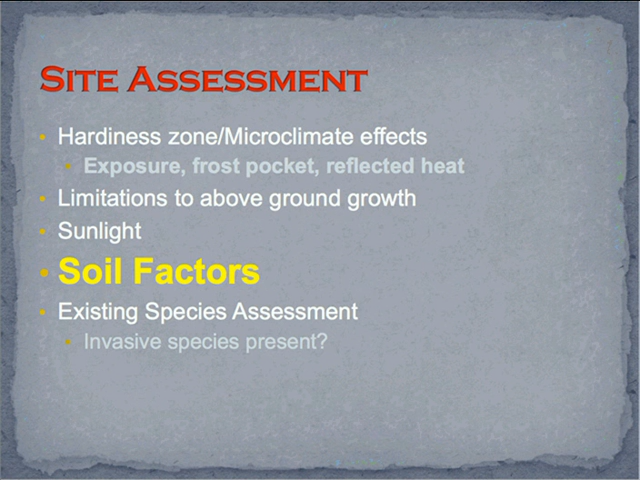 SITE ASSESSMENT
• Hardiness zone/Microclimate effects
• Exposure, frost pocket, reflected heat
• Limitations to above ground growth
• Sunlight
• Soil Factors
• Existing Species Assessment
• Invasive species present?